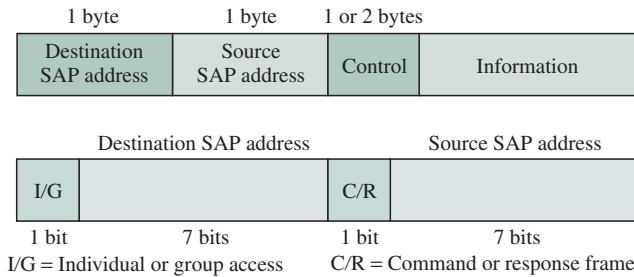 1 byte 1 byte 1 or 2 bytes
Destination SAP address Source SAP address Control Information
Destination SAP address Source SAP address
I/G C/R
1 bit 7 bits 1 bit 7 bits
I/G = Individual or group access C/R = Command or response frame